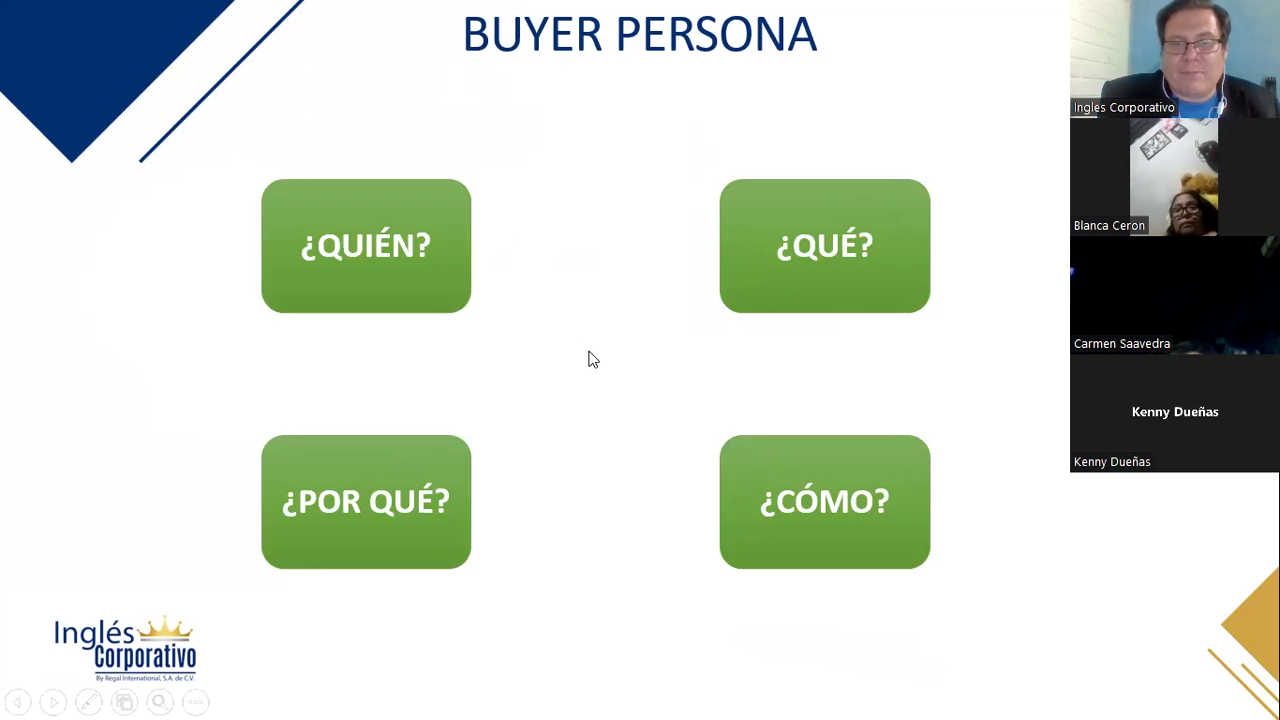 BUYER PERSONA
¿QUIÉN?
¿QUÉ?
¿POR QUÉ?
¿CÓMO?
Inglés
Corporativo
By Regal International, S.A. de C.V.
Ingles Corporativo
Blanca Ceron
Carmen Saavedra
Kenny Dueñas
Kenny Dueñas